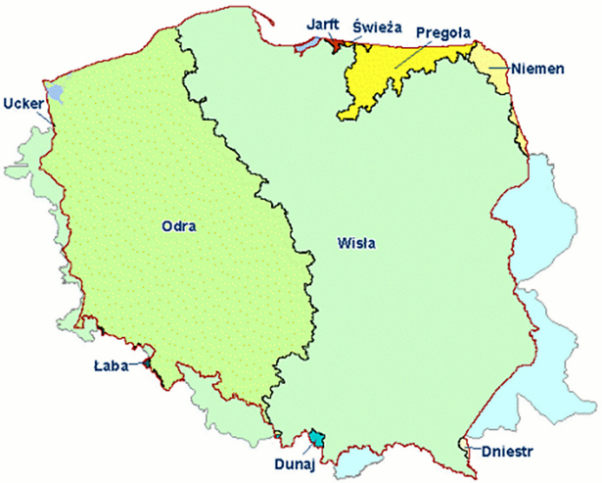 Jarft
Świeża
Pregoła
Niemen
Ucker
Odra
Wisła
Łaba
Dunaj
Dniestr